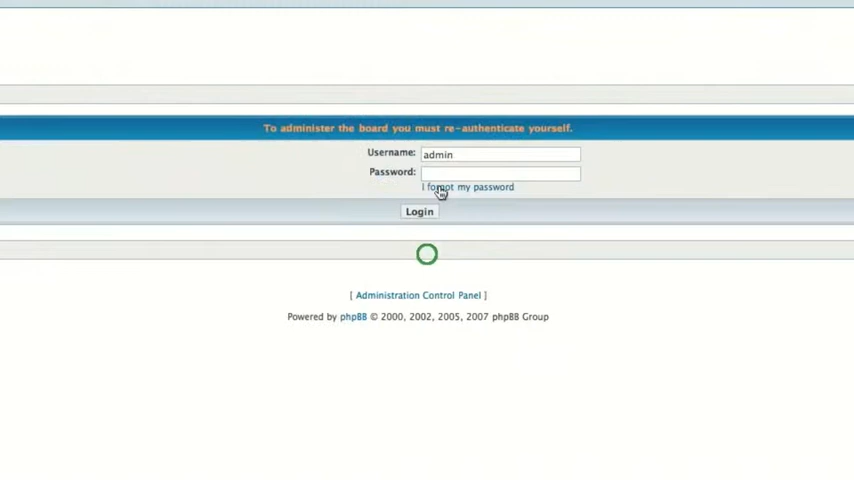 To administer the board you must re-authenticate yourself.
Username: admin
Password:
I forgot my password
Login
[ Administration Control Panel ]
Powered by phpBB © 2000, 2002, 2005, 2007 phpBB Group